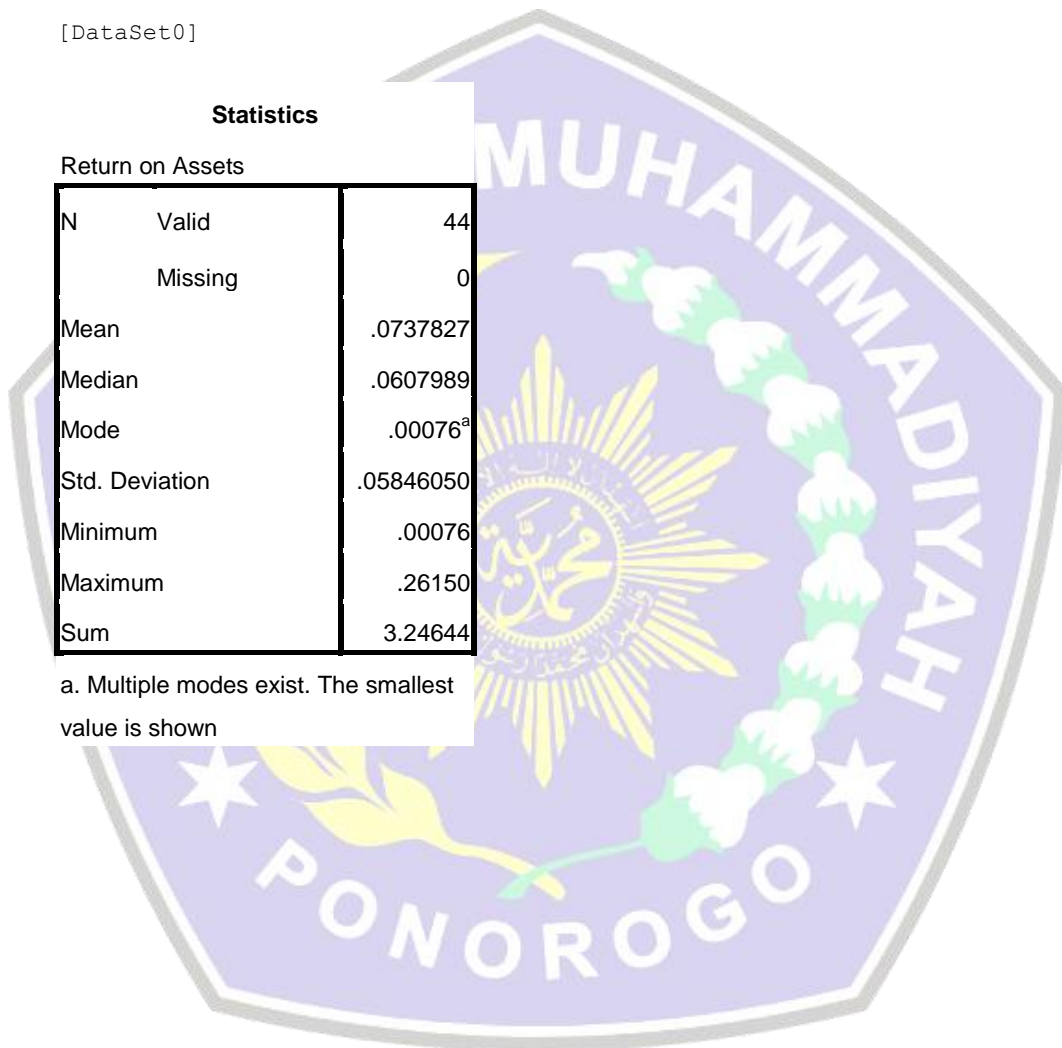 [DataSet0]
Statistics
Return on Assets
N Valid 44
Missing 0
Mean .0737827
Median .0607989
Mode .00076a
Std. Deviation .05846050
Minimum .00076
Maximum .26150
Sum 3.24644
a. Multiple modes exist. The smallest
value is shown
MUHAMMADIYAH
PONOROGO